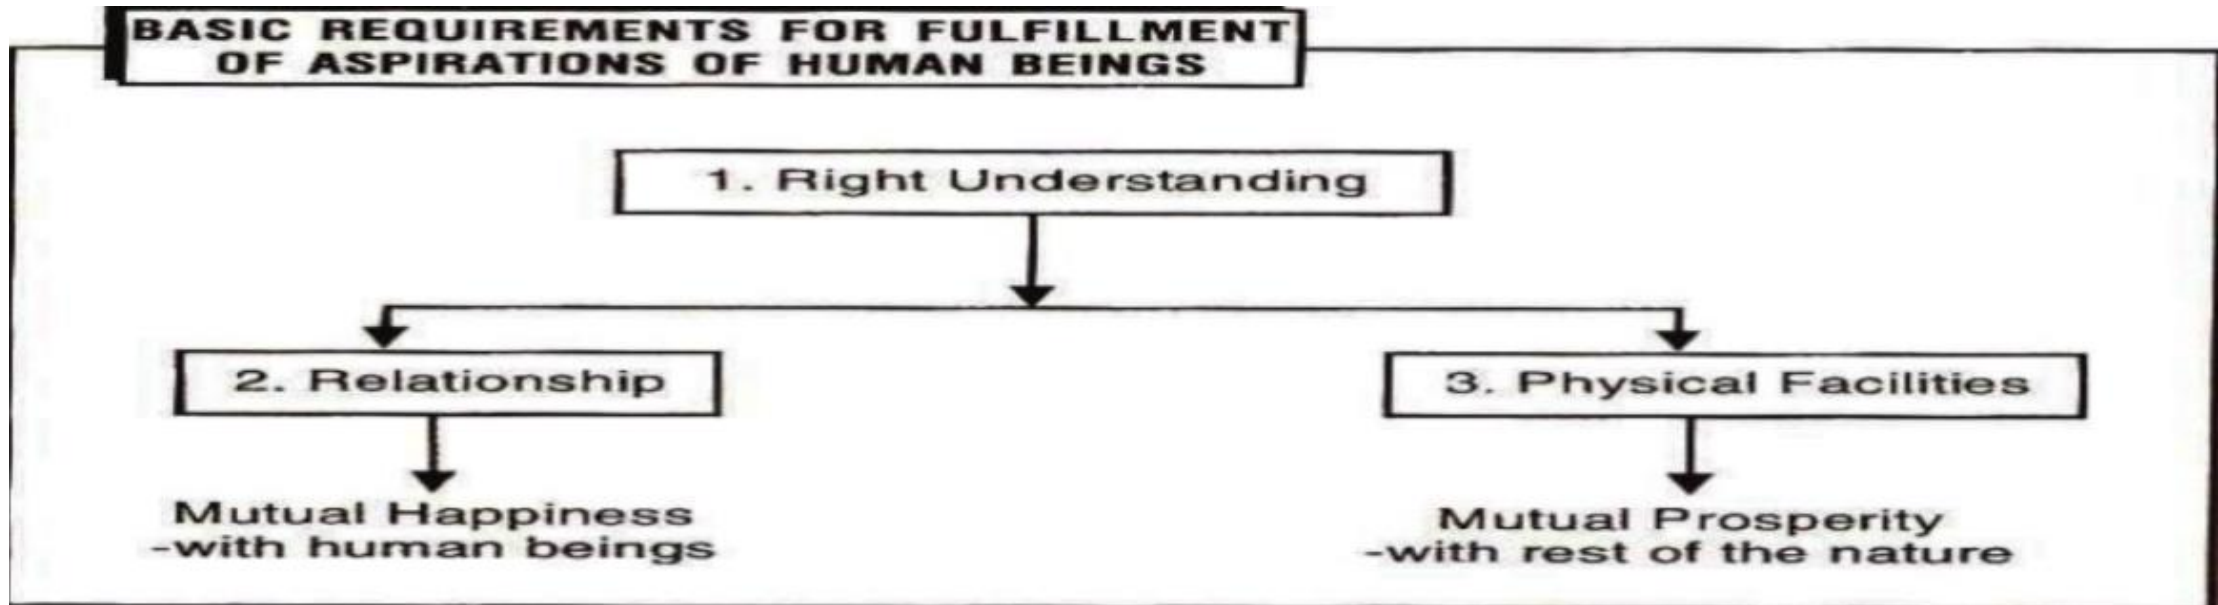 BASIC REQUIREMENTS FOR FULFILLMENT
OF ASPIRATIONS OF HUMAN BEINGS
1. Right Understanding
2. Relationship
3. Physical Facilities
Mutual Happiness
-with human beings
Mutual Prosperity
-with rest of the nature